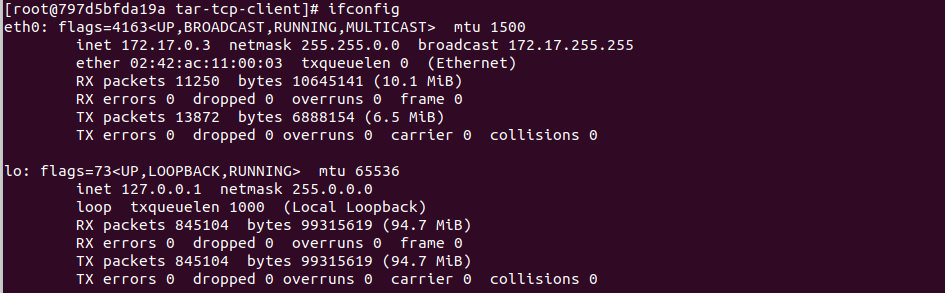 [root@797d5bfda19a tar-tcp-client]# ifconfig
eth0: flags=4163<UP,BROADCAST,RUNNING,MULTICAST>  mtu 1500
        inet 172.17.0.3  netmask 255.255.0.0  broadcast 172.17.255.255
        ether 02:42:ac:11:00:03  txqueuelen 0  (Ethernet)
        RX packets 11250  bytes 10645141 (10.1 MiB)
        RX errors 0  dropped 0  overruns 0  frame 0
        TX packets 13872  bytes 6888154 (6.5 MiB)
        TX errors 0  dropped 0 overruns 0  carrier 0  collisions 0

lo: flags=73<UP,LOOPBACK,RUNNING>  mtu 65536
        inet 127.0.0.1  netmask 255.0.0.0
        loop  txqueuelen 1000  (Local Loopback)
        RX packets 845104  bytes 99315619 (94.7 MiB)
        RX errors 0  dropped 0  overruns 0  frame 0
        TX packets 845104  bytes 99315619 (94.7 MiB)
        TX errors 0  dropped 0 overruns 0  carrier 0  collisions 0